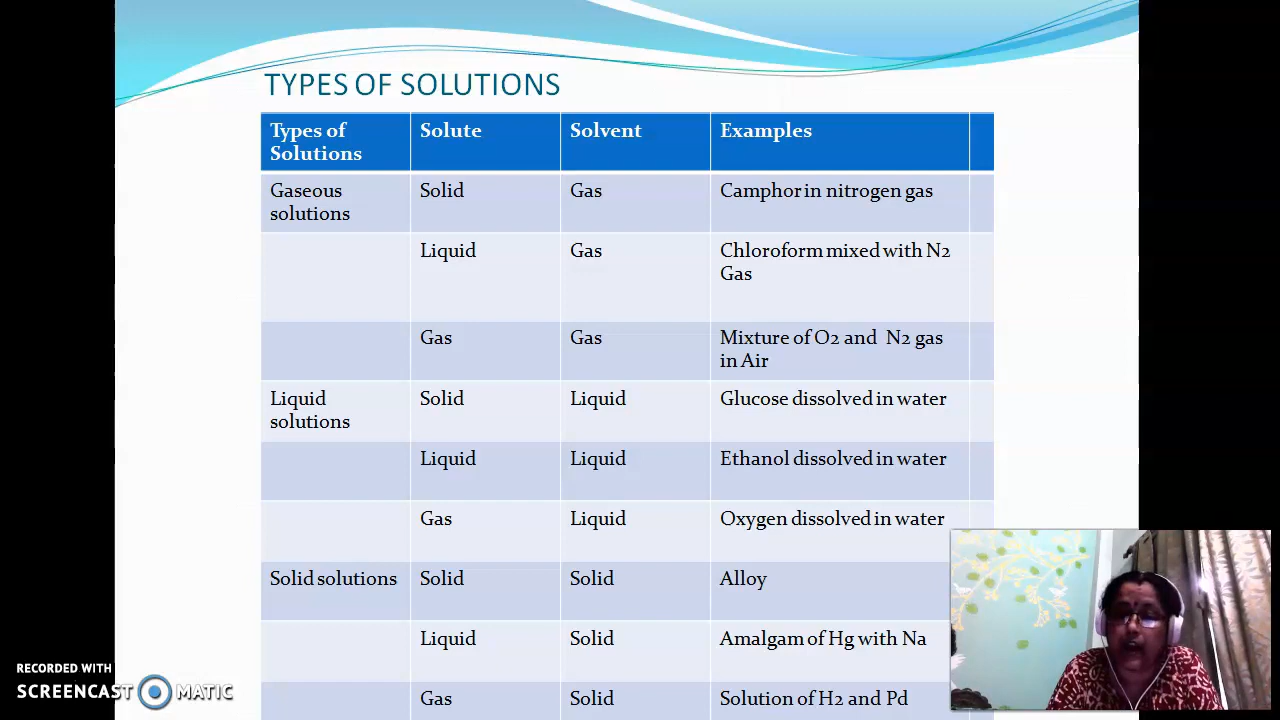 TYPES OF SOLUTIONS
Types of Solute Solvent Examples
Solutions
Gaseous Solid Gas Camphor in nitrogen gas
solutions
Liquid Gas Chloroform mixed with N2
Gas
Gas Gas Mixture of O2 and N2 gas
in Air
Liquid Solid Liquid Glucose dissolved in water
solutions
Liquid Liquid Ethanol dissolved in water
Gas Liquid Oxygen dissolved in water
Solid solutions Solid Solid Alloy
Liquid Solid Amalgam of Hg with Na
Gas Solid Solution of H2 and Pd
RECORDED WITH
SCREENCAST MATIC